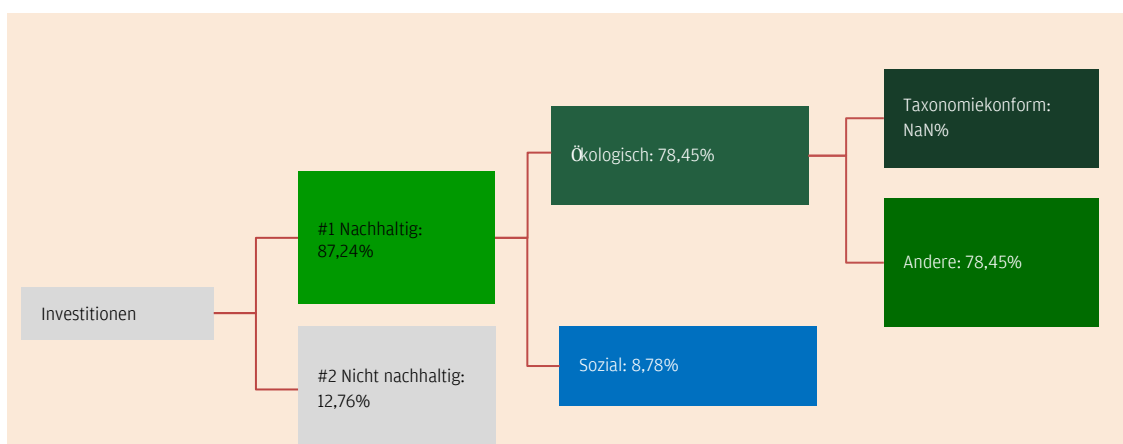 Investitionen
#1 Nachhaltig:
87,24%
#2 Nicht nachhaltig:
12,76%
Ökologisch: 78,45%
Sozial: 8,78%
Taxonomiekonform:
NaN%
Andere: 78,45%